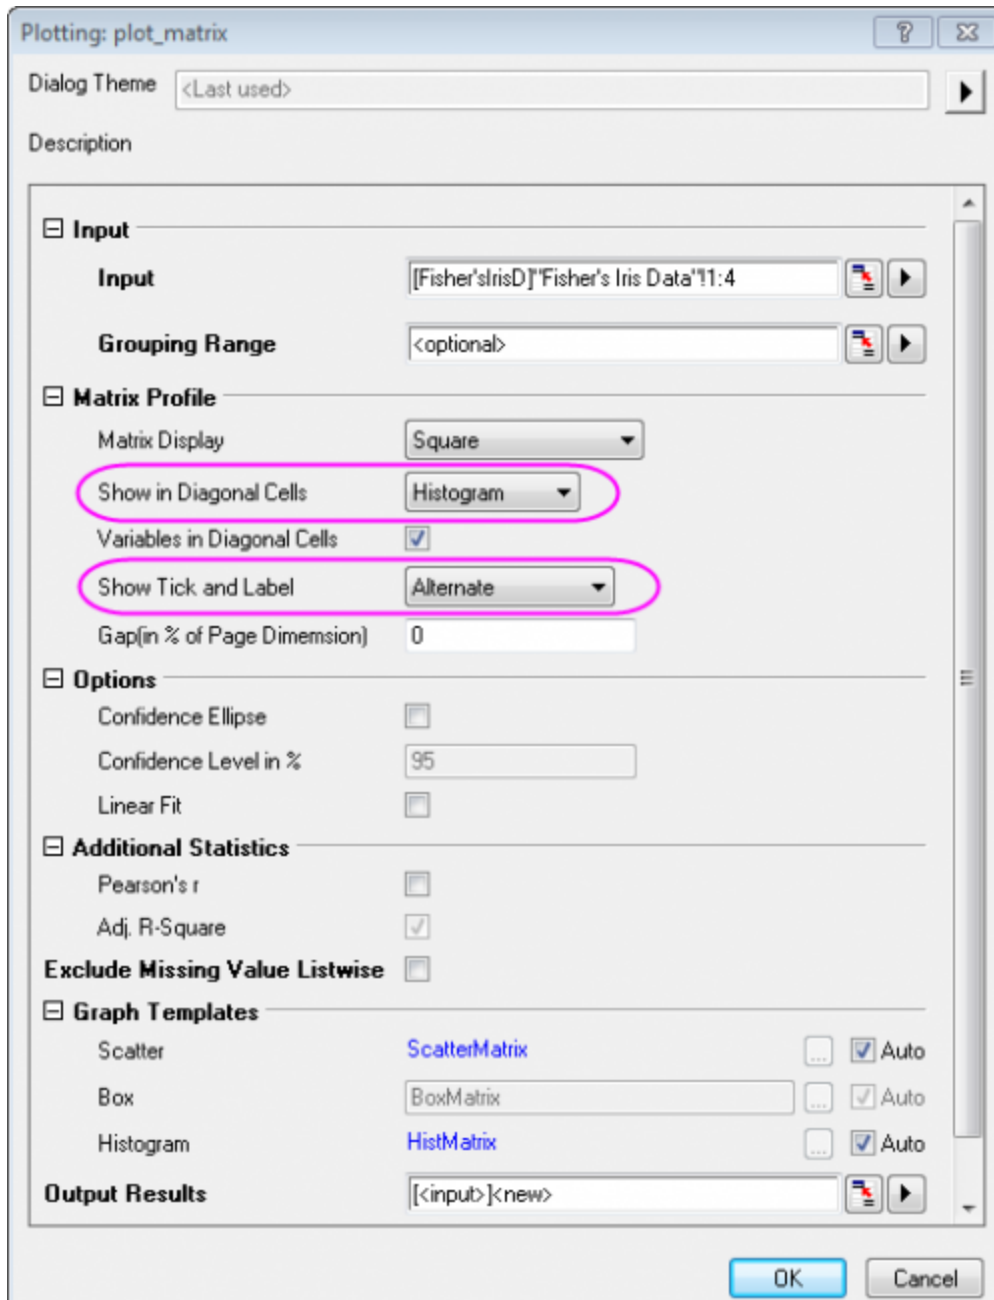 Plotting: plot_matrix
Dialog Theme <Last used>
Description
Input
Input [Fisher'sIrisD]"Fisher's Iris Data"!1:4
Grouping Range <optional>
Matrix Profile
Matrix Display Square
Show in Diagonal Cells Histogram
Variables in Diagonal Cells
Show Tick and Label Alternate
Gap(in % of Page Dimemsion) 0
Options
Confidence Ellipse
Confidence Level in % 95
Linear Fit
Additional Statistics
Pearson's r
Adj. R-Square
Exclude Missing Value Listwise
Graph Templates
Scatter ScatterMatrix ... Auto
Box BoxMatrix ... Auto
Histogram HistMatrix ... Auto
Output Results [<input>]<new>
OK Cancel